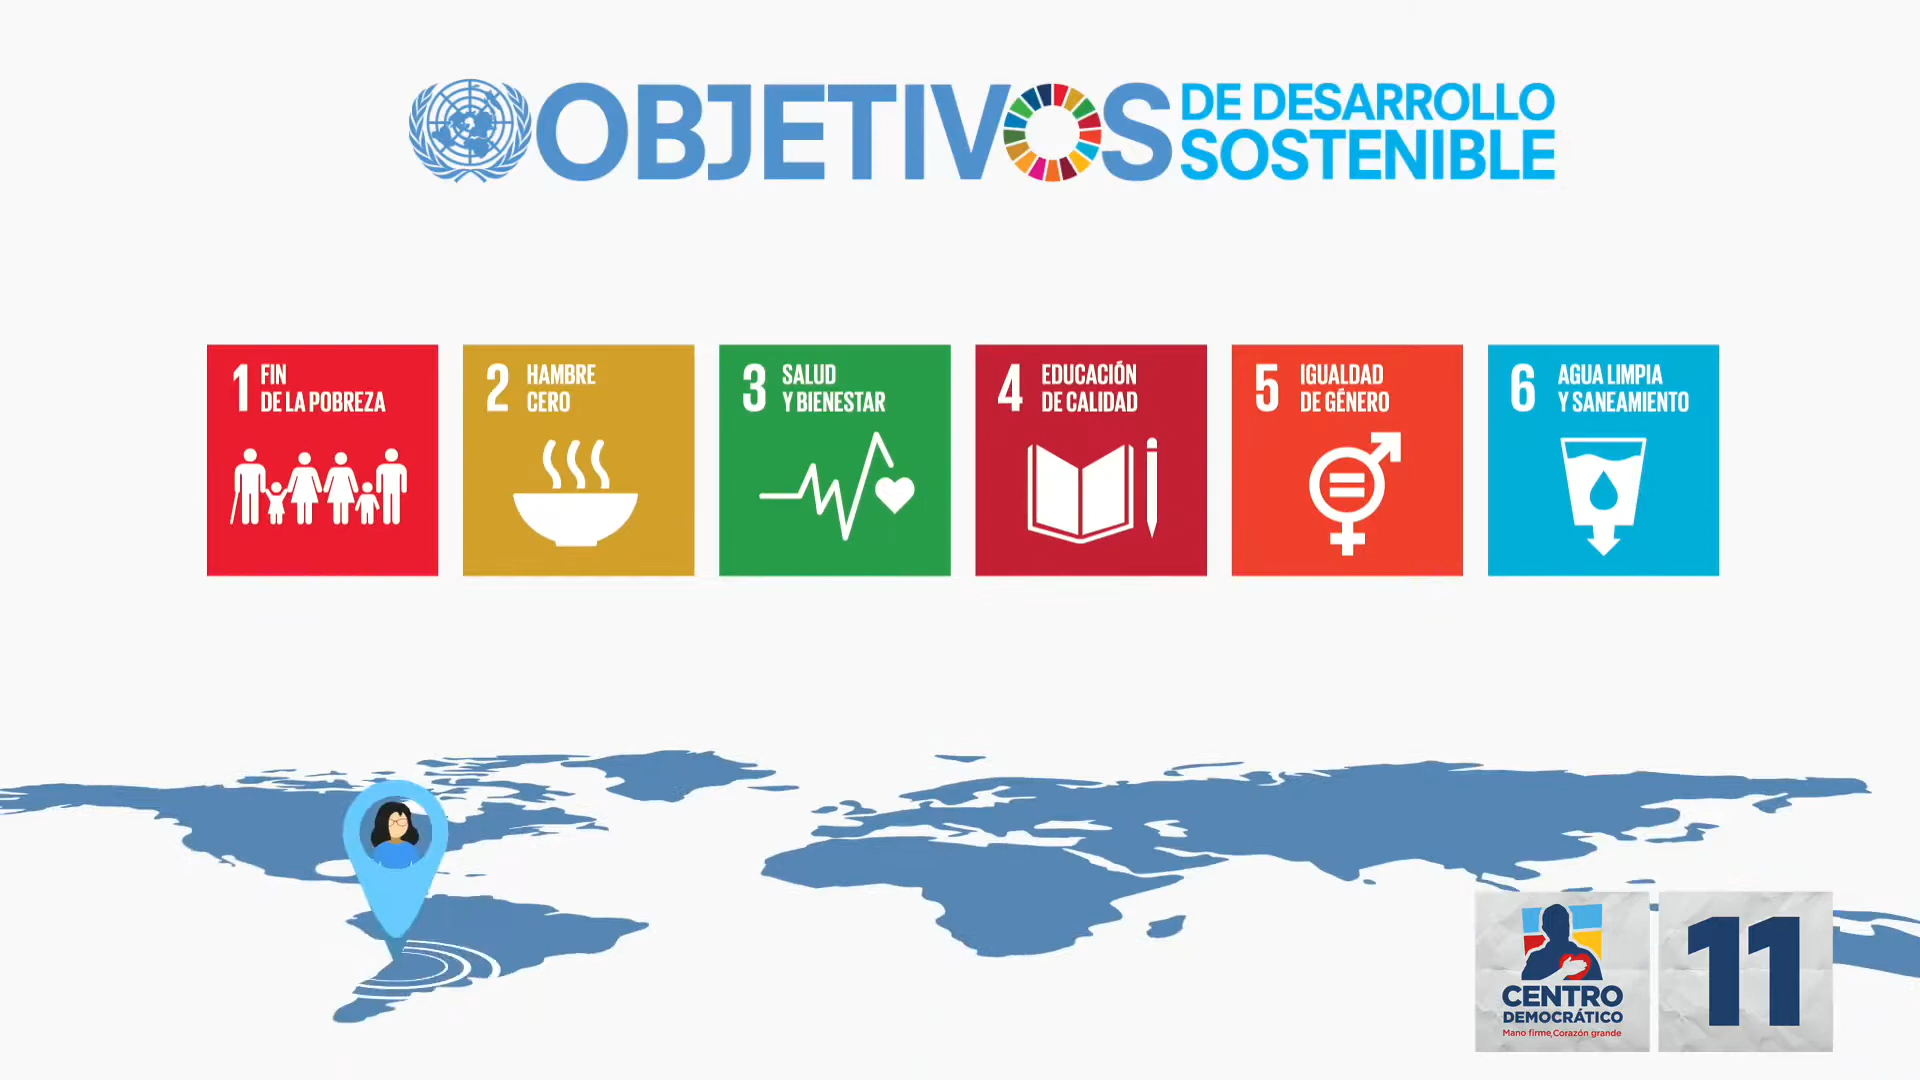 OBJETIVOS DE DESARROLLO
SOSTENIBLE
1 FIN
DE LA POBREZA
2 HAMBRE
CERO
3 SALUD
Y BIENESTAR
4 EDUCACIÓN
DE CALIDAD
5 IGUALDAD
DE GÉNERO
6 AGUA LIMPIA
Y SANEAMIENTO
CENTRO
DEMOCRÁTICO
Mano firme, Corazón grande
11